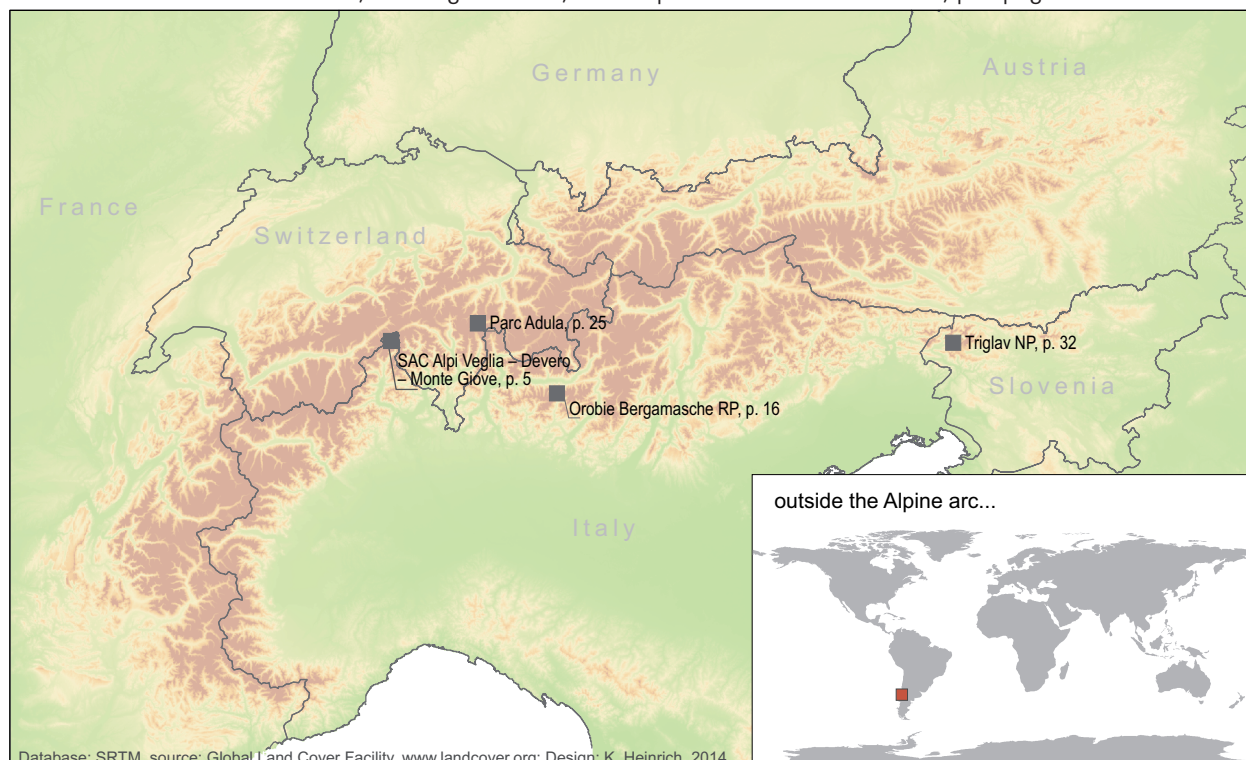 Germany
Austria
France
Switzerland
Parc Adula, p. 25
SAC Alpi Veglia – Devero
– Monte Giove, p. 5
Triglav NP, p. 32
Slovenia
Orobie Bergamasche RP, p. 16
Italy
outside the Alpine arc...
Database: SRTM, source: Global Land Cover Facility, www.landcover.org; Design: K. Heinrich, 2014